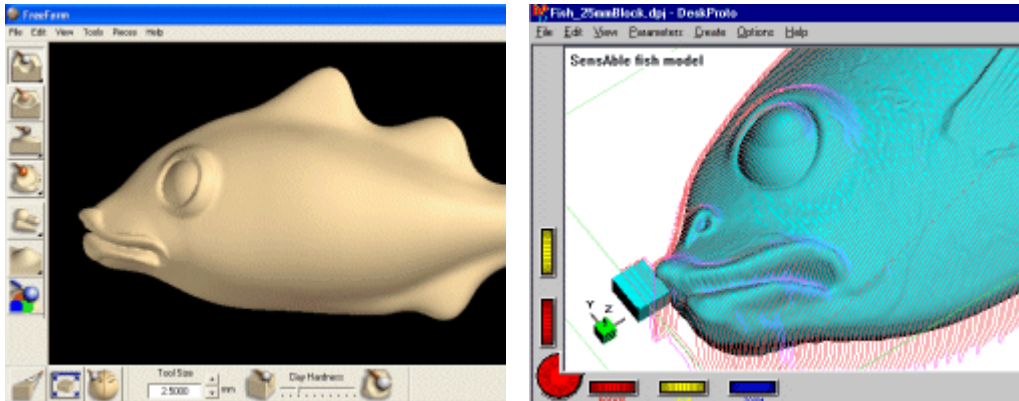 FreeForm
File Edit View Tools Pieces Help
Tool Size
2.5000
mm
Clay Hardness
Fish_25mmBlock.dpj - DeskProto
File Edit View Parameters Create Options Help
SensAble fish model
Y
Z